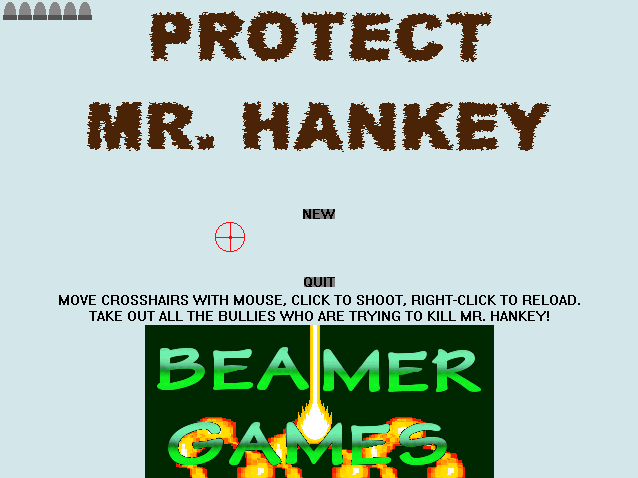 PROTECT
MR. HANKEY
NEW
QUIT
MOVE CROSSHAIRS WITH MOUSE, CLICK TO SHOOT, RIGHT-CLICK TO RELOAD.
TAKE OUT ALL THE BULLIES WHO ARE TRYING TO KILL MR. HANKEY!
BEAMER
GAMES